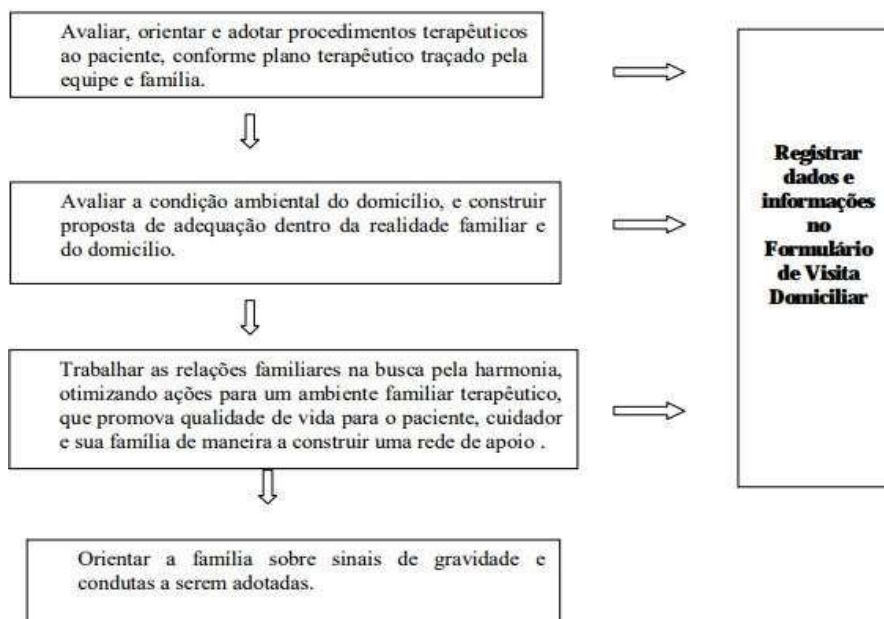 Avaliar, orientar e adotar procedimentos terapêuticos
ao paciente, conforme plano terapêutico traçado pela
equipe e família.
Avaliar a condição ambiental do domicílio, e construir
proposta de adequação dentro da realidade familiar e
do domicílio.
Trabalhar as relações familiares na busca pela harmonia,
otimizando ações para um ambiente familiar terapêutico,
que promova qualidade de vida para o paciente, cuidador
e sua família de maneira a construir uma rede de apoio .
Orientar a família sobre sinais de gravidade e
condutas a serem adotadas.
Registrar
dados e
informações
no
Formulário
de Visita
Domiciliar